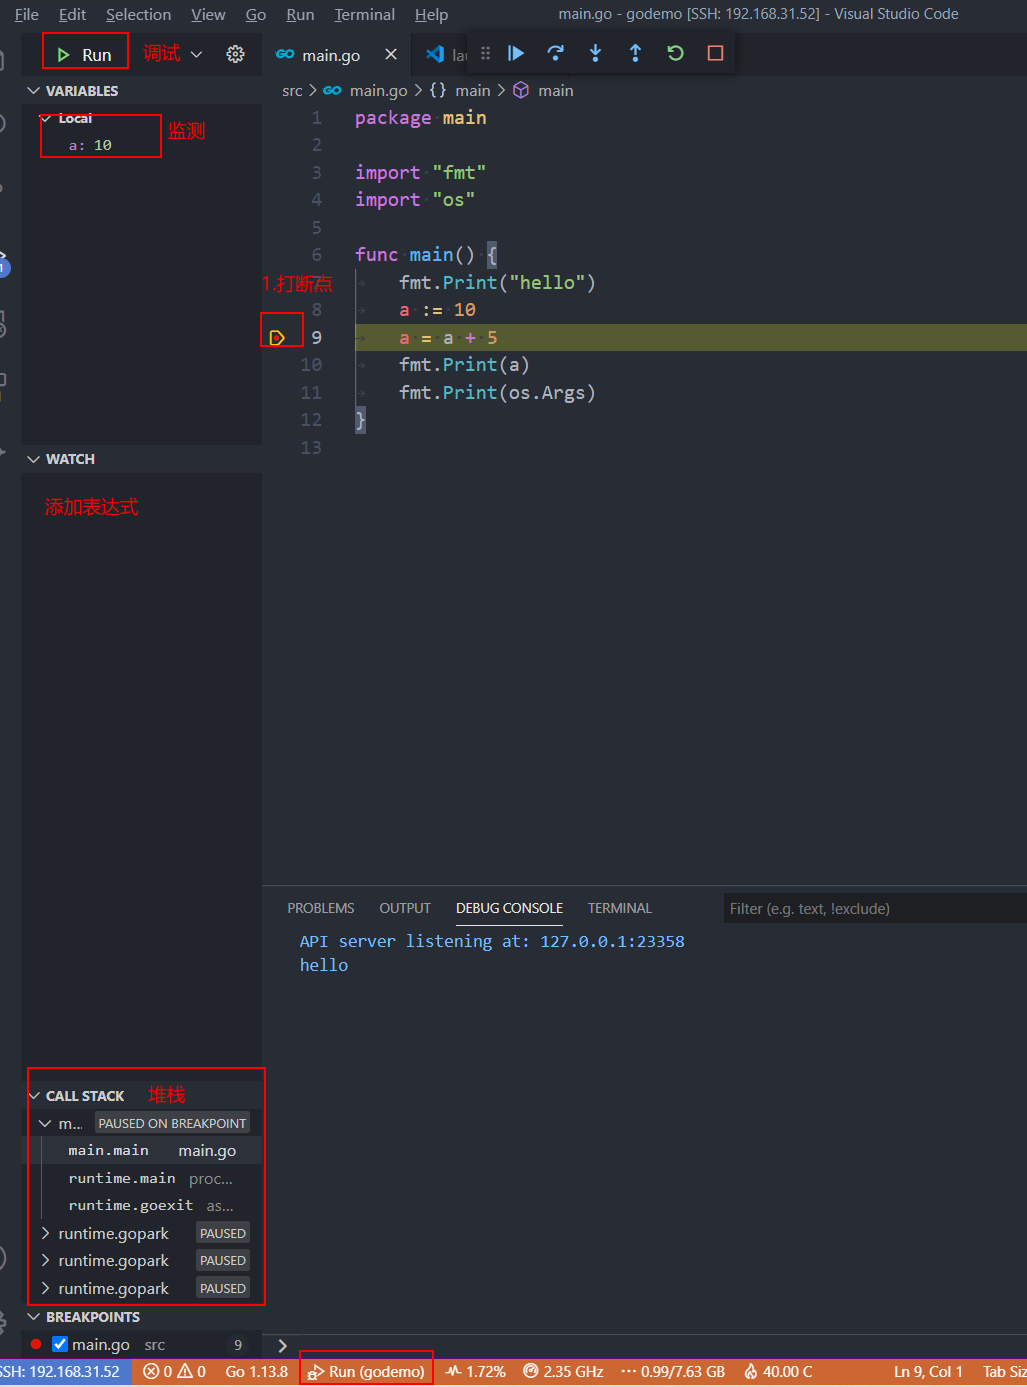 File Edit Selection View Go Run Terminal Help main.go - godemo [SSH: 192.168.31.52] - Visual Studio Code
Run 调试 main.go
VARIABLES
Local
a: 10
监测
src > main.go > {} main > main
1 package main
2
3 import "fmt"
4 import "os"
5
6 func main() {
1.打断点
7 fmt.Print("hello")
8 a := 10
9 a = a + 5
10 fmt.Print(a)
11 fmt.Print(os.Args)
12 }
13
WATCH
添加表达式
PROBLEMS OUTPUT DEBUG CONSOLE TERMINAL Filter (e.g. text, !exclude)
API server listening at: 127.0.0.1:23358
hello
CALL STACK 堆栈
m... PAUSED ON BREAKPOINT
main.main main.go
runtime.main proc...
runtime.goexit as...
runtime.gopark PAUSED
runtime.gopark PAUSED
runtime.gopark PAUSED
BREAKPOINTS
main.go src 9
SSH: 192.168.31.52 0 0 Go 1.13.8 Run (godemo) 1.72% 2.35 GHz 0.99/7.63 GB 40.00 C Ln 9, Col 1 Tab Siz